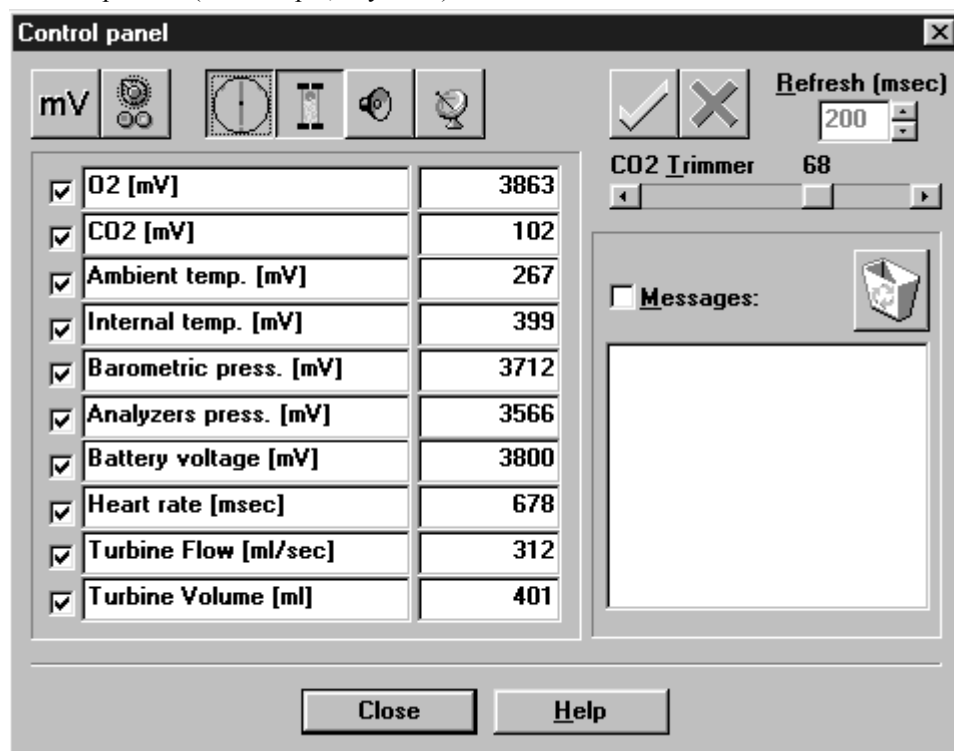 Control panel
mV
Refresh (msec)
200
CO2 Trimmer 68
O2 [mV] 3863
CO2 [mV] 102
Ambient temp. [mV] 267
Messages:
Internal temp. [mV] 399
Barometric press. [mV] 3712
Analyzers press. [mV] 3566
Battery voltage [mV] 3800
Heart rate [msec] 678
Turbine Flow [ml/sec] 312
Turbine Volume [ml] 401
Close Help